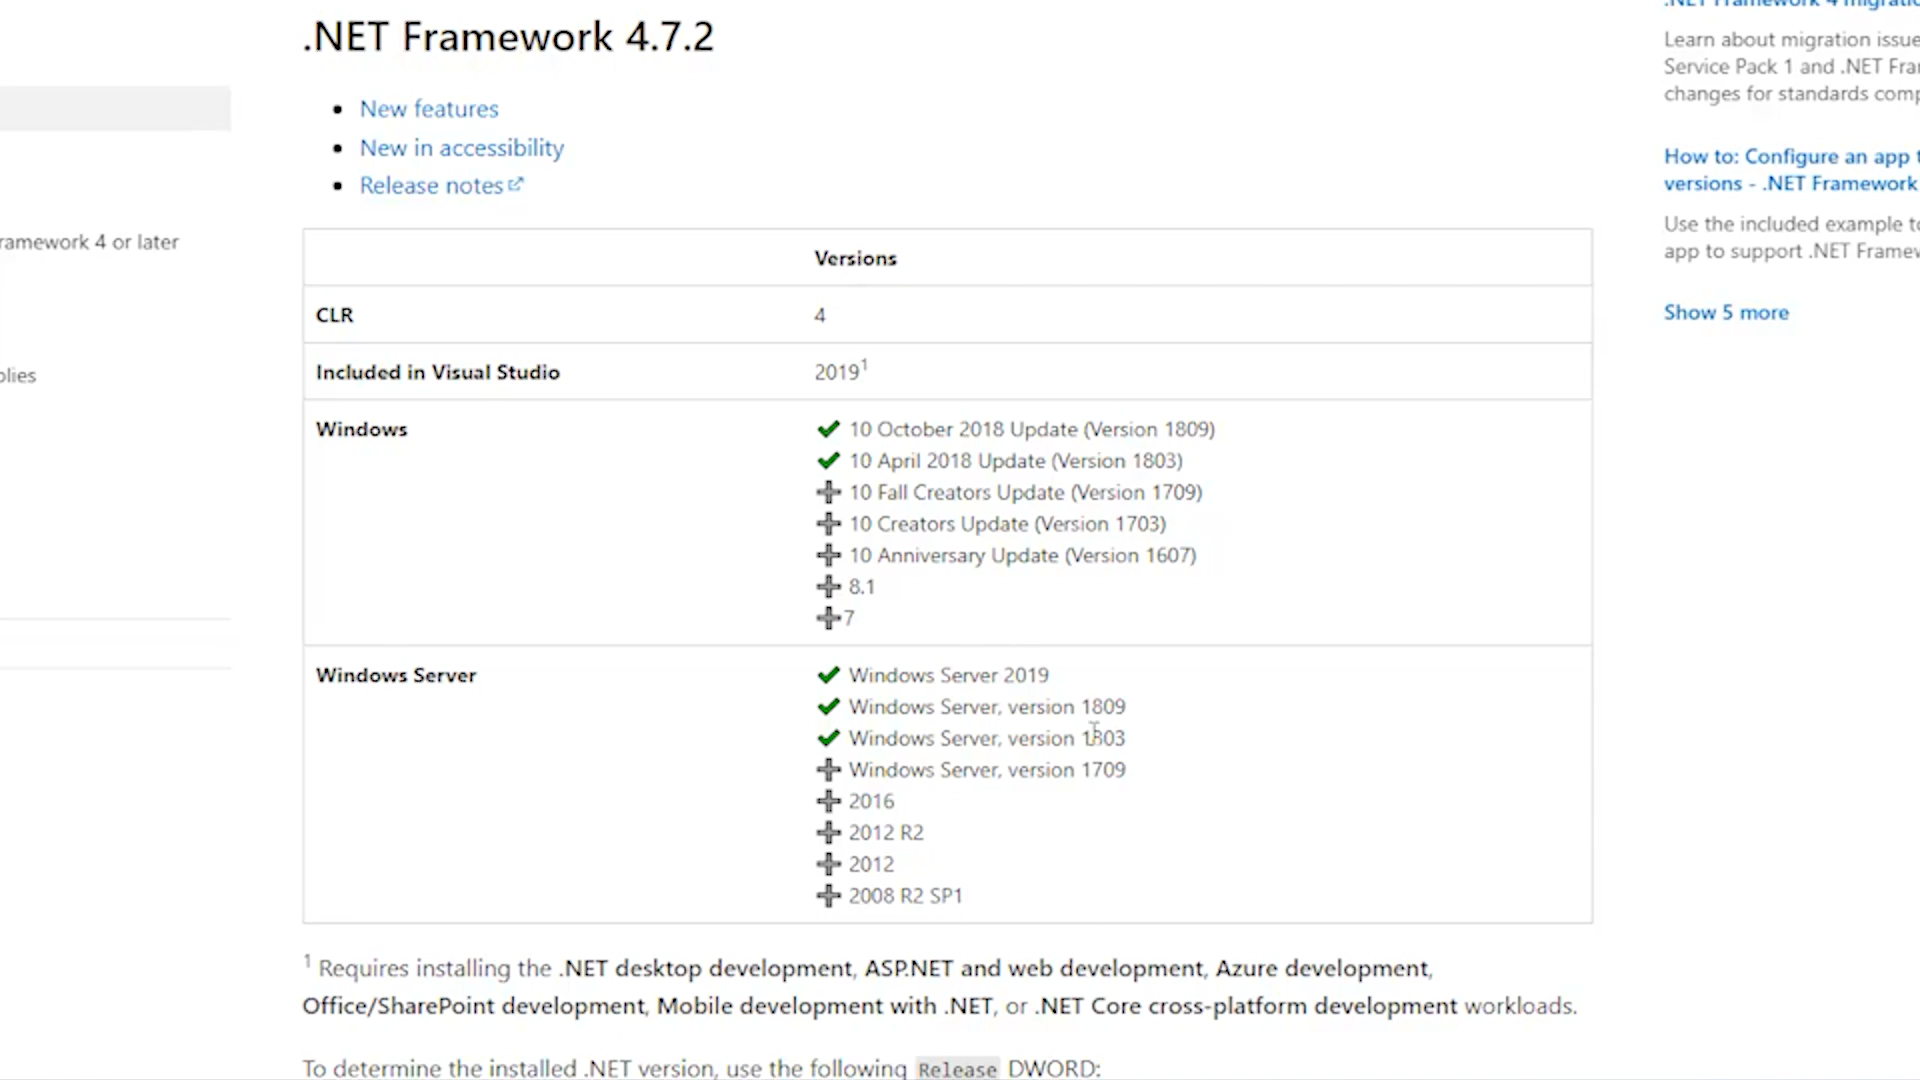 .NET Framework 4.7.2
New features
New in accessibility
Release notes
Versions
CLR 4
Included in Visual Studio 2019¹
Windows
10 October 2018 Update (Version 1809)
10 April 2018 Update (Version 1803)
10 Fall Creators Update (Version 1709)
10 Creators Update (Version 1703)
10 Anniversary Update (Version 1607)
8.1
7
Windows Server
Windows Server 2019
Windows Server, version 1809
Windows Server, version 1803
Windows Server, version 1709
2016
2012 R2
2012
2008 R2 SP1
¹ Requires installing the .NET desktop development, ASP.NET and web development, Azure development,
Office/SharePoint development, Mobile development with .NET, or .NET Core cross-platform development workloads.
To determine the installed .NET version, use the following Release DWORD:
ramework 4 or later
plies
.NET Framework 4 migratio
Learn about migration issue
Service Pack 1 and .NET Fra
changes for standards comp
How to: Configure an app t
versions - .NET Framework
Use the included example to
app to support .NET Framew
Show 5 more